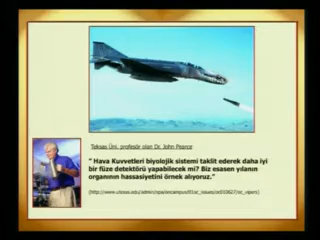 Teksas Üni. profesör olan Dr. John Pearce
" Hava Kuvvetleri biyolojik sistemi taklit ederek daha iyi
bir füze detektörü yapabilecek mi? Biz esasen yılanın
organının hassasiyetini örnek alıyoruz."